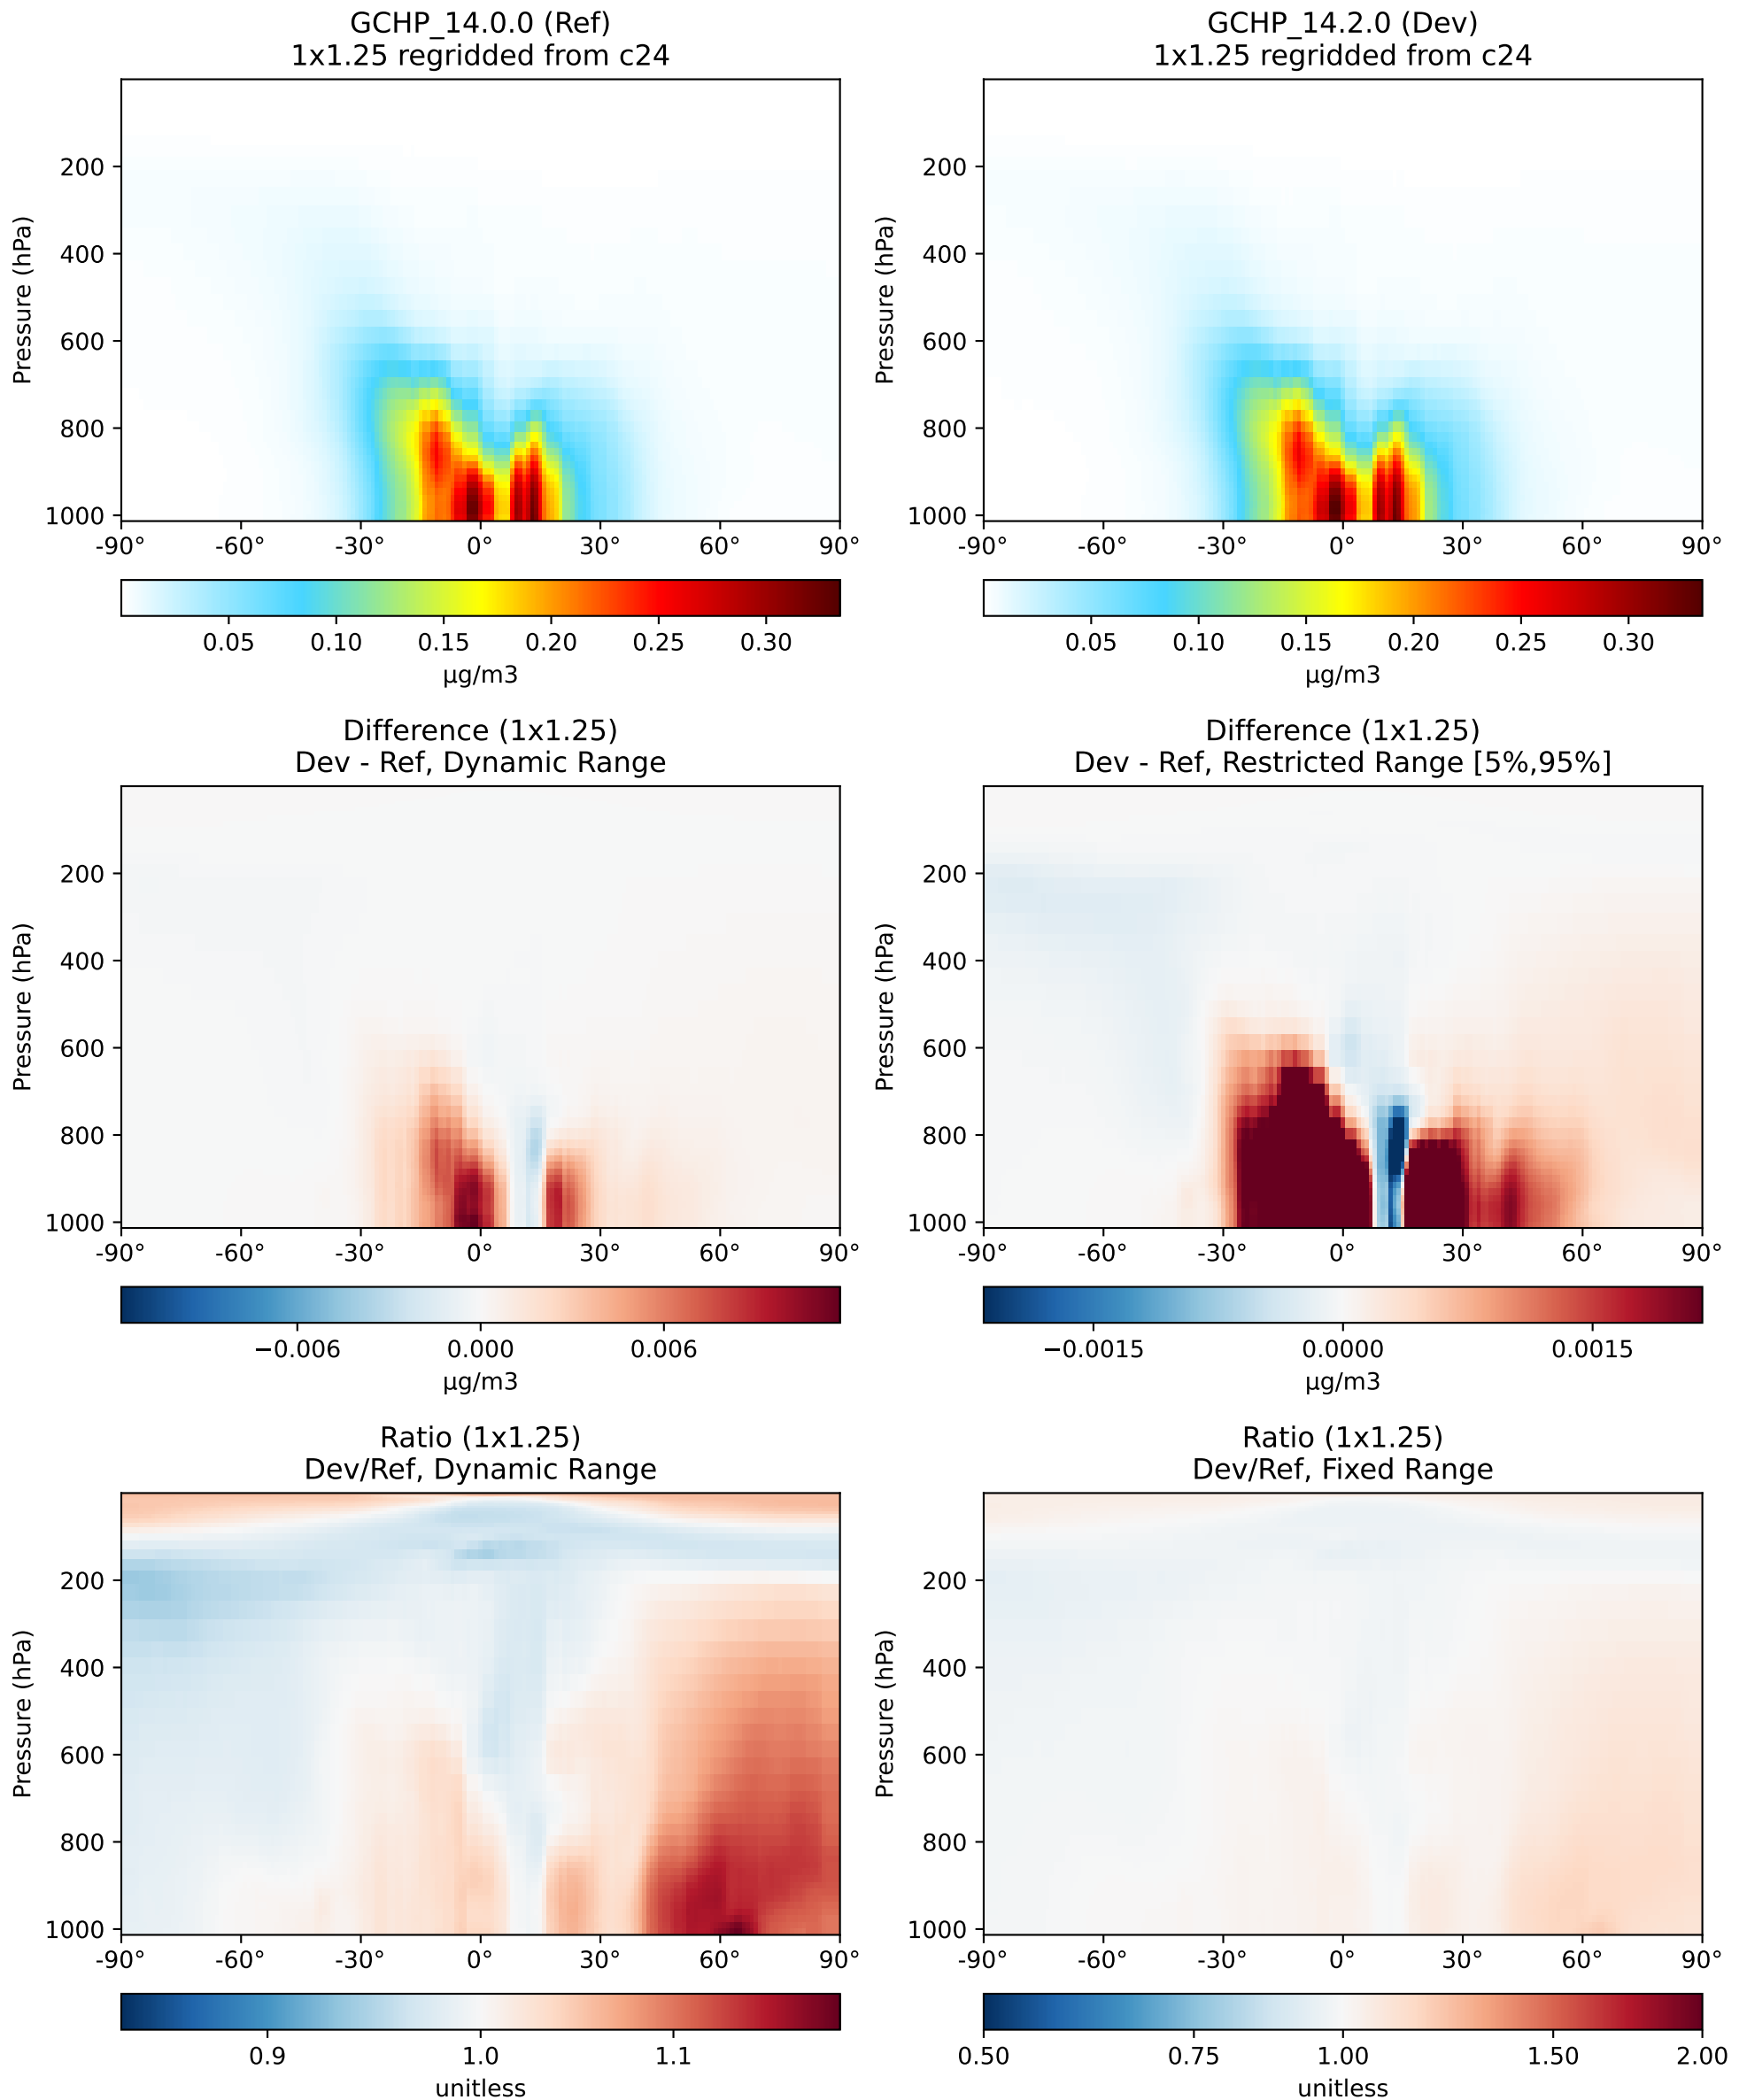 GCHP_14.0.0 (Ref)
1x1.25 regridded from c24
Pressure (hPa)
200
400
600
800
1000
-90° -60° -30° 0° 30° 60° 90°
0.05 0.10 0.15 0.20 0.25 0.30
µg/m3
GCHP_14.2.0 (Dev)
1x1.25 regridded from c24
Pressure (hPa)
200
400
600
800
1000
-90° -60° -30° 0° 30° 60° 90°
0.05 0.10 0.15 0.20 0.25 0.30
µg/m3
Difference (1x1.25)
Dev - Ref, Dynamic Range
Pressure (hPa)
200
400
600
800
1000
-90° -60° -30° 0° 30° 60° 90°
−0.006 0.000 0.006
µg/m3
Difference (1x1.25)
Dev - Ref, Restricted Range [5%,95%]
Pressure (hPa)
200
400
600
800
1000
-90° -60° -30° 0° 30° 60° 90°
−0.0015 0.0000 0.0015
µg/m3
Ratio (1x1.25)
Dev/Ref, Dynamic Range
Pressure (hPa)
200
400
600
800
1000
-90° -60° -30° 0° 30° 60° 90°
0.9 1.0 1.1
unitless
Ratio (1x1.25)
Dev/Ref, Fixed Range
Pressure (hPa)
200
400
600
800
1000
-90° -60° -30° 0° 30° 60° 90°
0.50 0.75 1.00 1.50 2.00
unitless